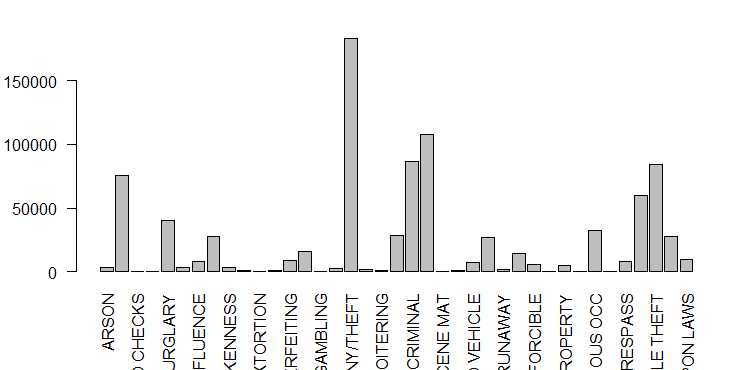 150000
100000
50000
0
ARSON
D CHECKS
URGLARY
FLUENCE
KENNESS
XTORTION
ERFEITING
GAMBLING
NY/THEFT
OITERING
CRIMINAL
CENE MAT
D VEHICLE
RUNAWAY
FORCIBLE
ROPERTY
OUS OCC
RESPASS
LE THEFT
PON LAWS